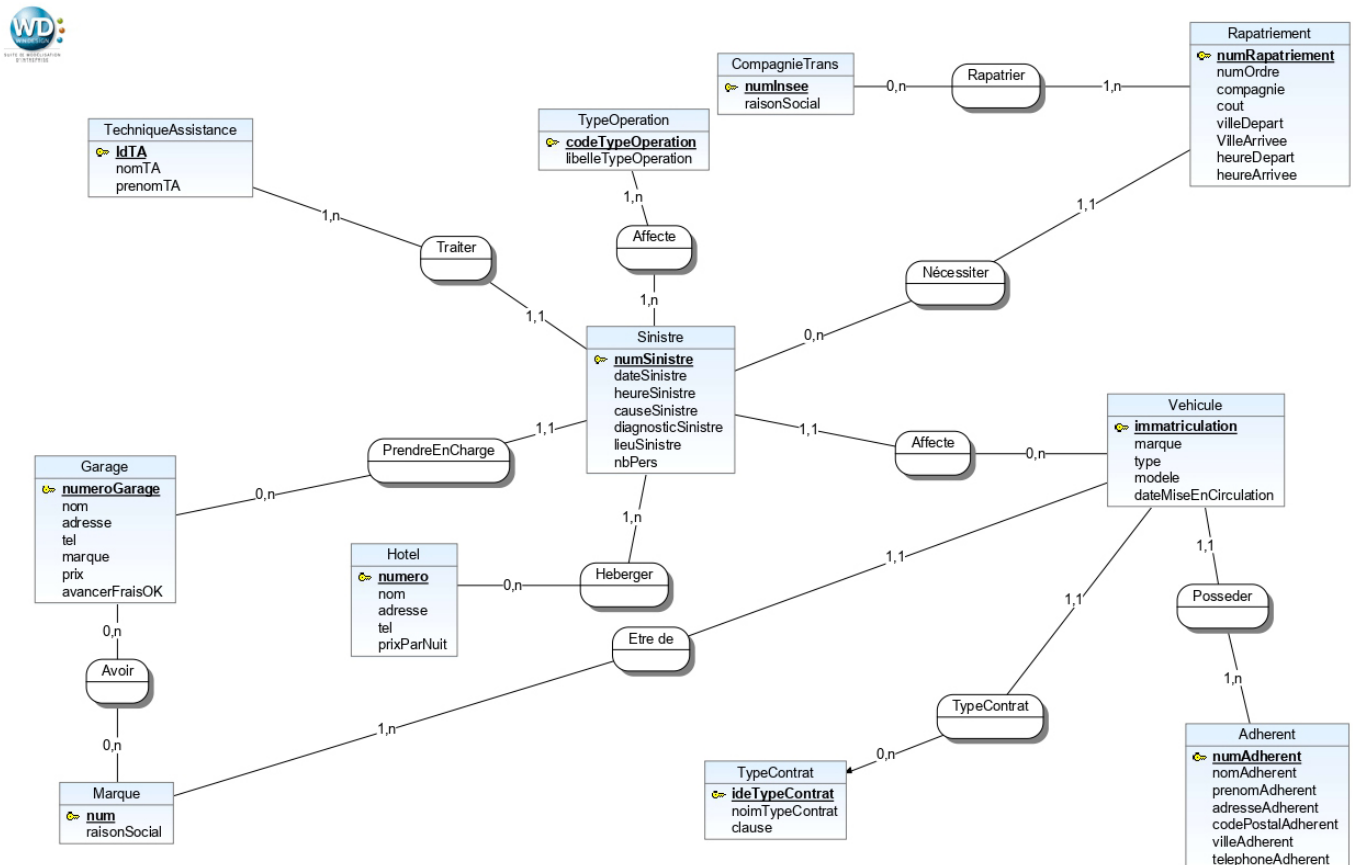 WD:
WINDESIGN
SUITE DE MODELISATION
D'ENTREPRISE
Rapatriement
numRapatriement
numOrdre
compagnie
cout
villeDepart
VilleArrivee
heureDepart
heureArrivee
1,n
Rapatrier
0,n
CompagnieTrans
numInsee
raisonSocial
TypeOperation
codeTypeOperation
libelleTypeOperation
1,n
Affecte
1,n
TechniqueAssistance
IdTA
nomTA
prenomTA
1,n
Traiter
1,1
1,1
Nécessiter
0,n
Sinistre
numSinistre
dateSinistre
heureSinistre
causeSinistre
diagnosticSinistre
lieuSinistre
nbPers
1,1
Affecte
0,n
Vehicule
immatriculation
marque
type
modele
dateMiseEnCirculation
1,1
PrendreEnCharge
0,n
Garage
numeroGarage
nom
adresse
tel
marque
prix
avancerFraisOK
1,n
Heberger
0,n
Hotel
numero
nom
adresse
tel
prixParNuit
1,1
Etre de
1,n
0,n
Avoir
0,n
Marque
num
raisonSocial
1,1
TypeContrat
0,n
TypeContrat
ideTypeContrat
noimTypeContrat
clause
1,1
Posseder
1,n
Adherent
numAdherent
nomAdherent
prenomAdherent
adresseAdherent
codePostalAdherent
villeAdherent
telephoneAdherent